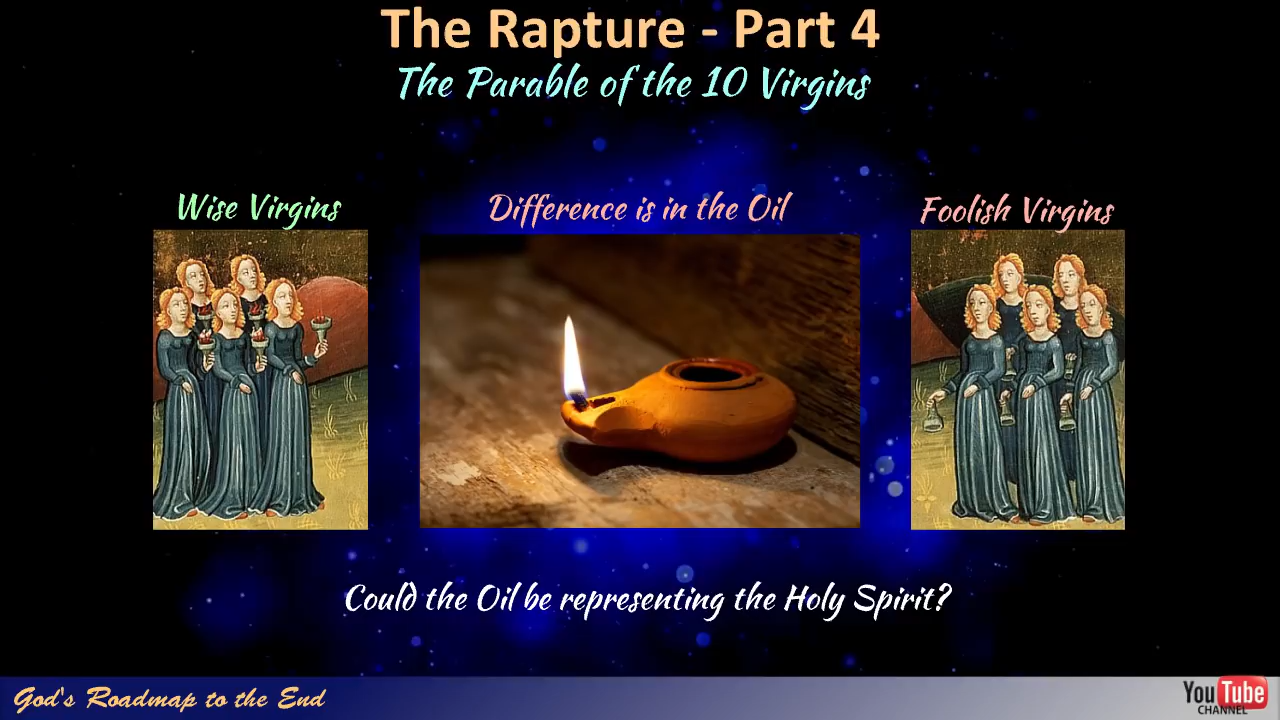 The Rapture - Part 4
The Parable of the 10 Virgins
Wise Virgins
Difference is in the Oil
Foolish Virgins
Could the Oil be representing the Holy Spirit?
God's Roadmap to the End
YouTube
CHANNEL